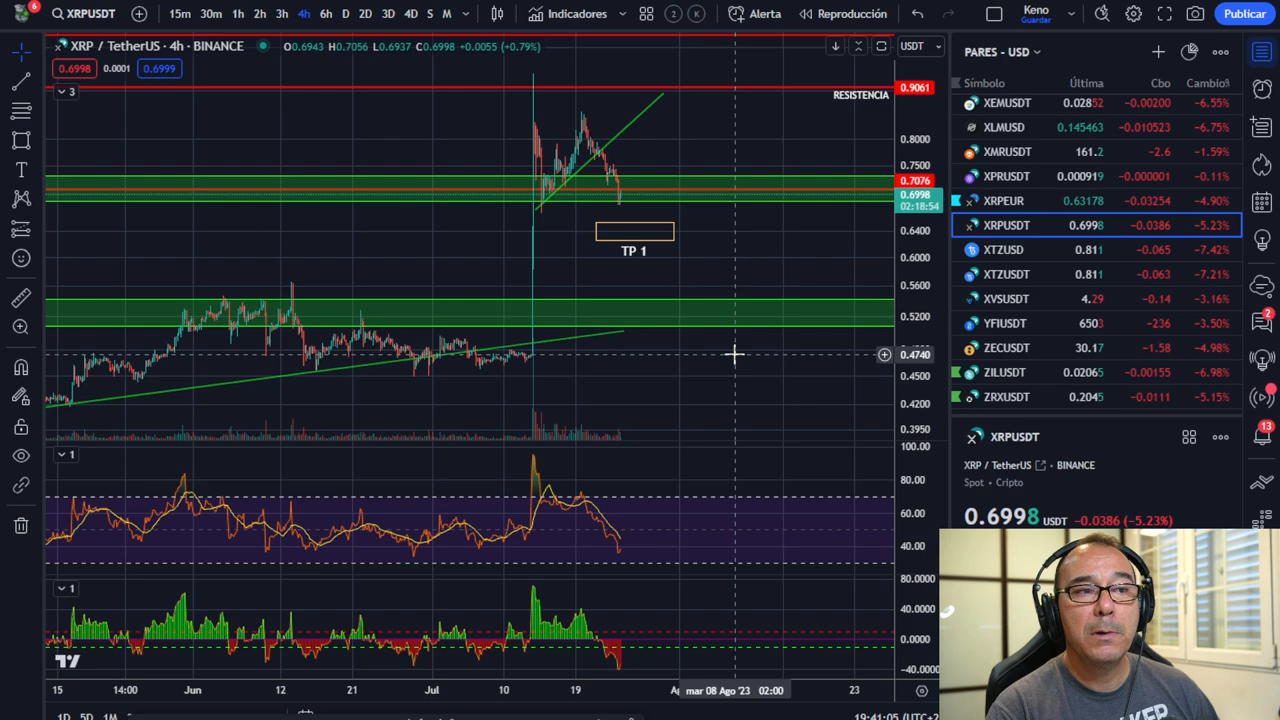 6 XRPUSDT 15m 30m 1h 2h 3h 4h 6h D 2D 3D 4D S M Indicadores 2 K Alerta Reproducción Keno Guardar Publicar
XRP / TetherUS · 4h · BINANCE O0.6943 H0.7056 L0.6937 C0.6998 +0.0055 (+0.79%) USDT
0.6998 0.0001 0.6999
3
RESISTENCIA
0.9061
0.8000
0.7500
0.7076
0.6998
02:18:54
0.6400
TP 1
0.6000
0.5600
0.5200
0.4740
0.4500
0.4200
0.3950
1
100.00
80.00
60.00
40.00
1
80.0000
40.0000
0.0000
-40.0000
15 14:00 Jun 12 21 Jul 10 19 mar 08 Ago '23 02:00 23
1D 5D 1M
19:41:05
PARES - USD
Símbolo Última Cbo Cambio%
XEMUSDT 0.02852 -0.00200 -6.55%
XLMUSD 0.145463 -0.010523 -6.75%
XMRUSDT 161.2 -2.6 -1.59%
XPRUSDT 0.000919 -0.000001 -0.11%
XRPEUR 0.63178 -0.03254 -4.90%
XRPUSDT 0.6998 -0.0386 -5.23%
XTZUSD 0.811 -0.065 -7.42%
XTZUSDT 0.811 -0.063 -7.21%
XVSUSDT 4.29 -0.14 -3.16%
YFIUSDT 6503 -236 -3.50%
ZECUSDT 30.17 -1.58 -4.98%
ZILUSDT 0.02065 -0.00155 -6.98%
ZRXUSDT 0.2045 -0.0111 -5.15%
XRPUSDT
XRP / TetherUS BINANCE
Spot • Cripto
0.6998 USDT -0.0386 (-5.23%)
2
13